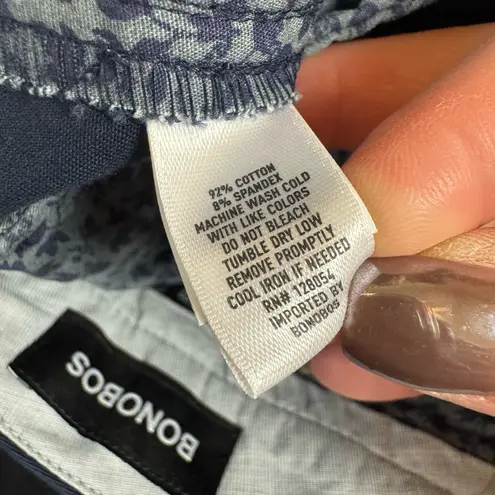 92% COTTON
8% SPANDEX
MACHINE WASH COLD
WITH LIKE COLORS
DO NOT BLEACH
TUMBLE DRY LOW
REMOVE PROMPTLY
COOL IRON IF NEEDED
RN# 128054
IMPORTED BY
BONOBOS
BONOBOS